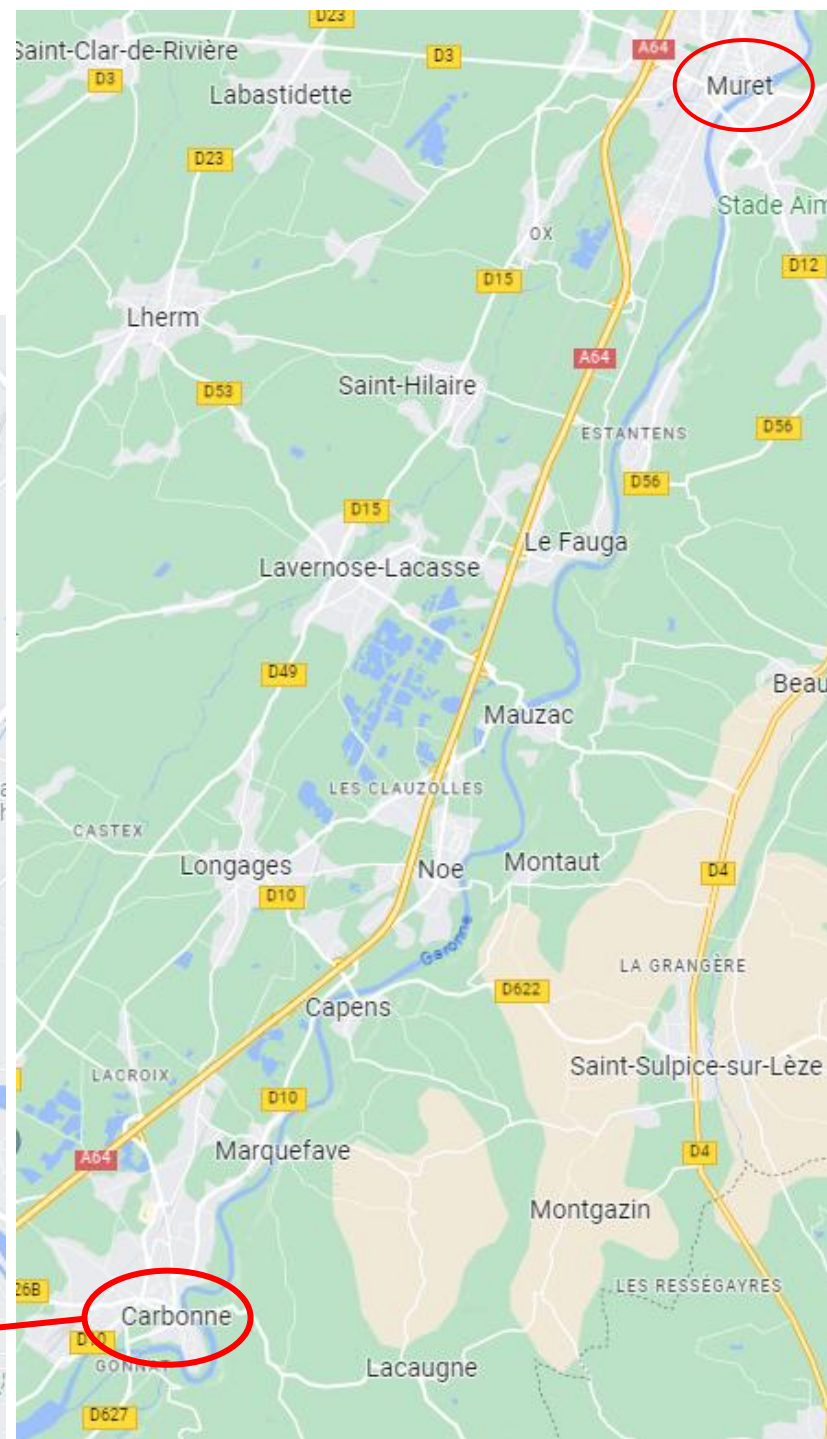 D23
Saint-Clar-de-Rivière
D3
A64
D3
Muret
Labastidette
D23
Stade Aim
OX
D12
D15
Lherm
A64
Saint-Hilaire
D53
D56
ESTANTENS
D56
D15
Le Fauga
Lavernose-Lacasse
D49
Beau
Mauzac
LES CLAUZOLLES
CASTEX
Montaut
Longages
Noe
D4
D10
Garonne
LA GRANGÈRE
D622
Capens
Saint-Sulpice-sur-Lèze
LACROIX
D10
Marquefave
D4
A64
Montgazin
LES RESSÉGAYRES
26B
Carbonne
D10
GONNAT
Lacaugne
D627